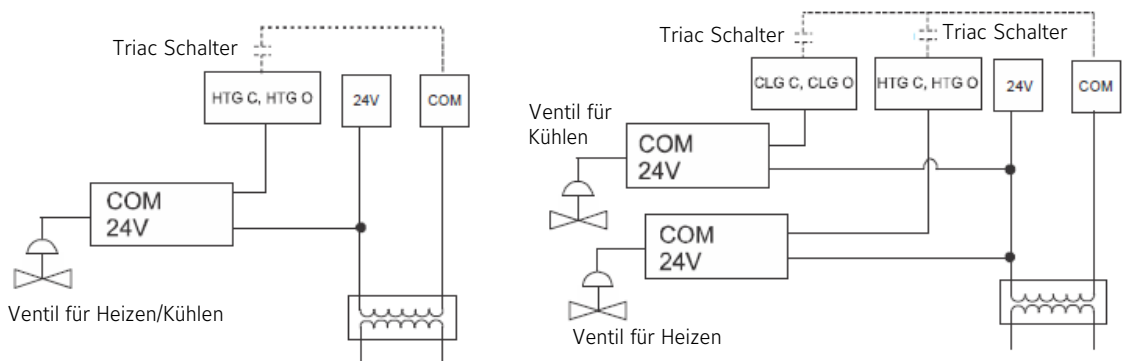 Triac Schalter
HTG C, HTG O
24V
COM
COM
24V
Ventil für Heizen/Kühlen
Triac Schalter
Triac Schalter
CLG C, CLG O
HTG C, HTG O
24V
COM
Ventil für
Kühlen
COM
24V
COM
24V
Ventil für Heizen